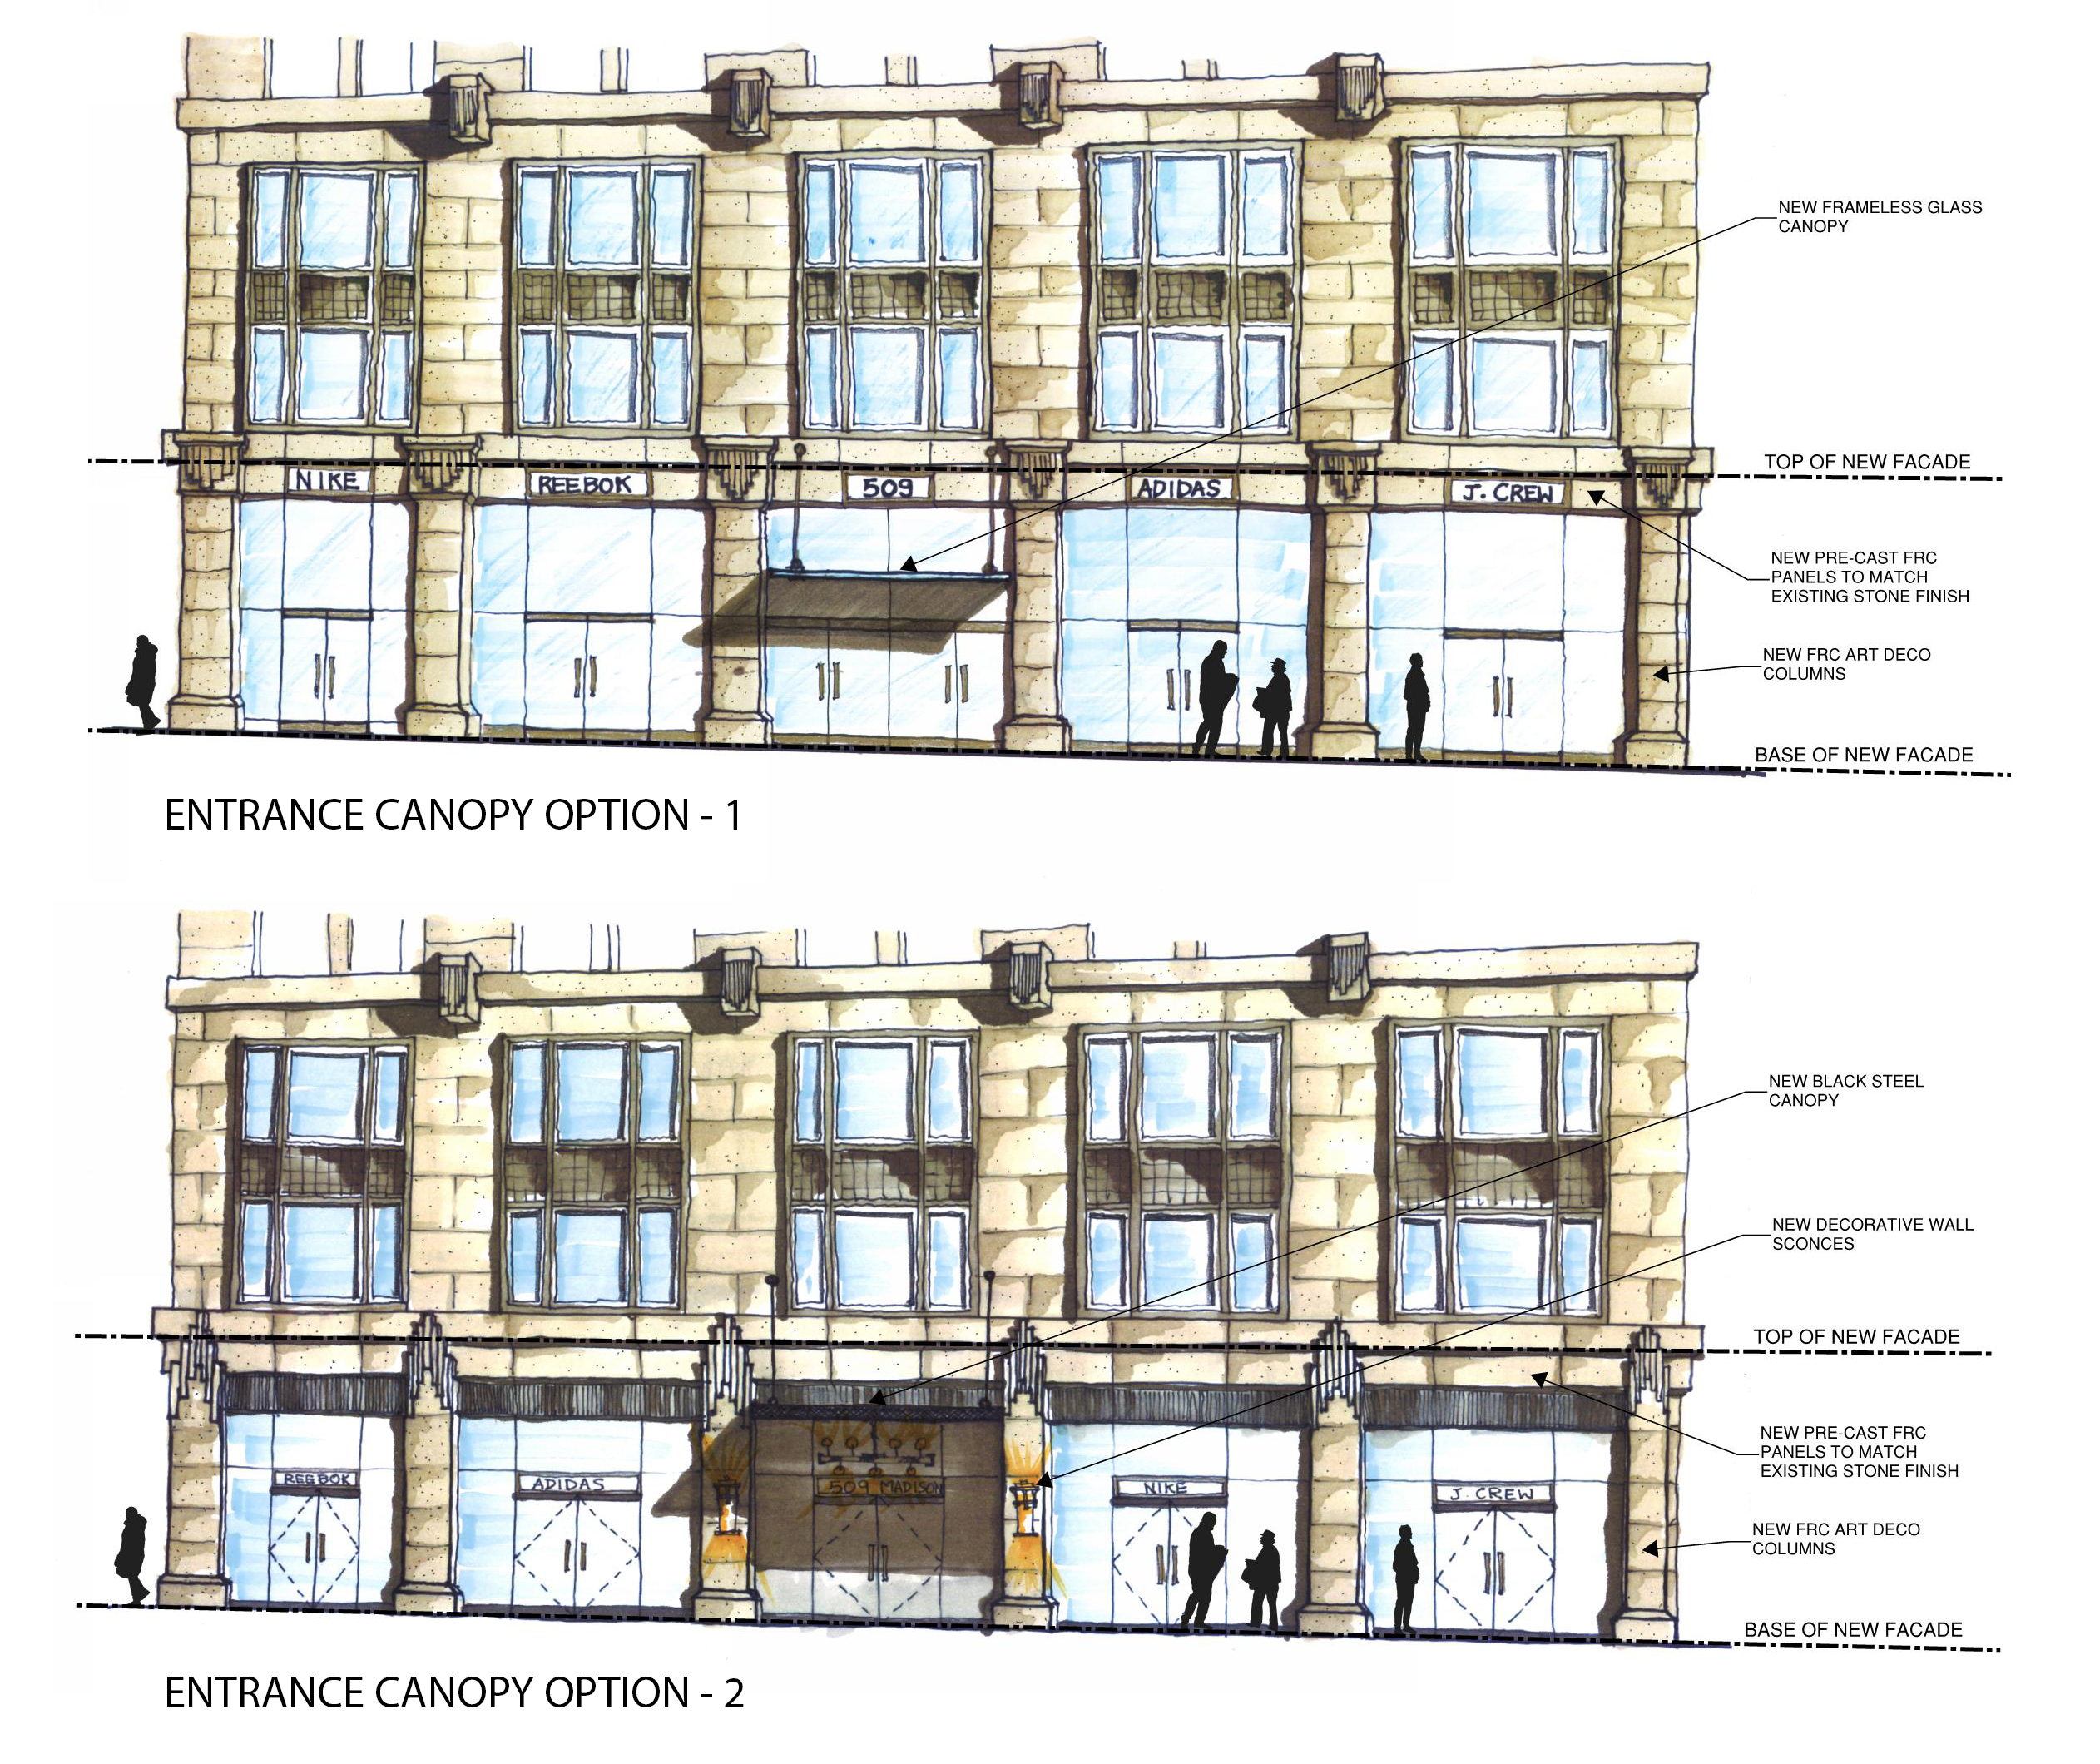 NEW FRAMELESS GLASS
CANOPY
TOP OF NEW FACADE
NIKE
REEBOK
509
ADIDAS
J. CREW
NEW PRE-CAST FRC
PANELS TO MATCH
EXISTING STONE FINISH
NEW FRC ART DECO
COLUMNS
BASE OF NEW FACADE
ENTRANCE CANOPY OPTION - 1
NEW BLACK STEEL
CANOPY
NEW DECORATIVE WALL
SCONCES
TOP OF NEW FACADE
NEW PRE-CAST FRC
PANELS TO MATCH
EXISTING STONE FINISH
REEBOK
ADIDAS
509 MADISON
NIKE
J. CREW
NEW FRC ART DECO
COLUMNS
BASE OF NEW FACADE
ENTRANCE CANOPY OPTION - 2